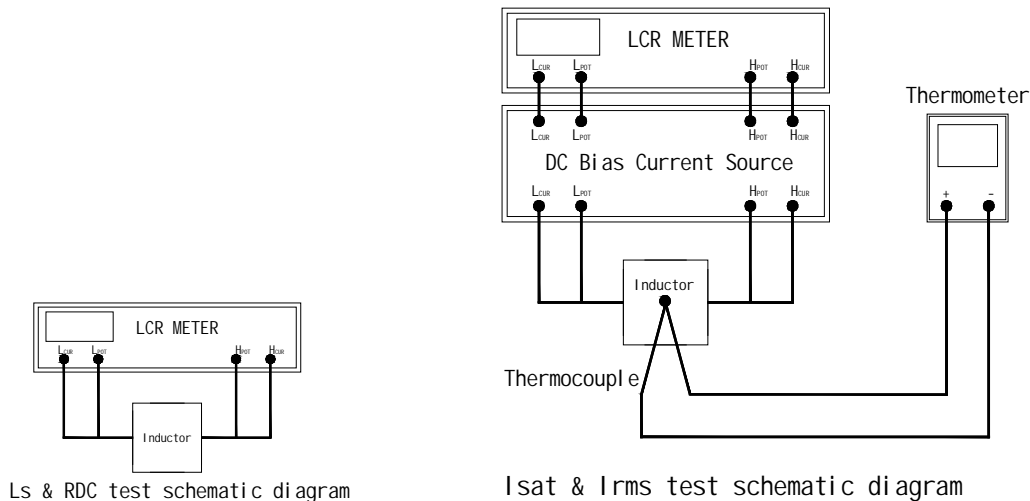 LCR METER
LCUR LPOT HPOT HCUR
Thermometer
LCUR LPOT HPOT HCUR
DC Bias Current Source
LCUR LPOT HPOT HCUR
+ -
Inductor
Thermocouple
Isat & Irms test schematic diagram
LCR METER
LCUR LPOT HPOT HCUR
Inductor
Ls & RDC test schematic diagram